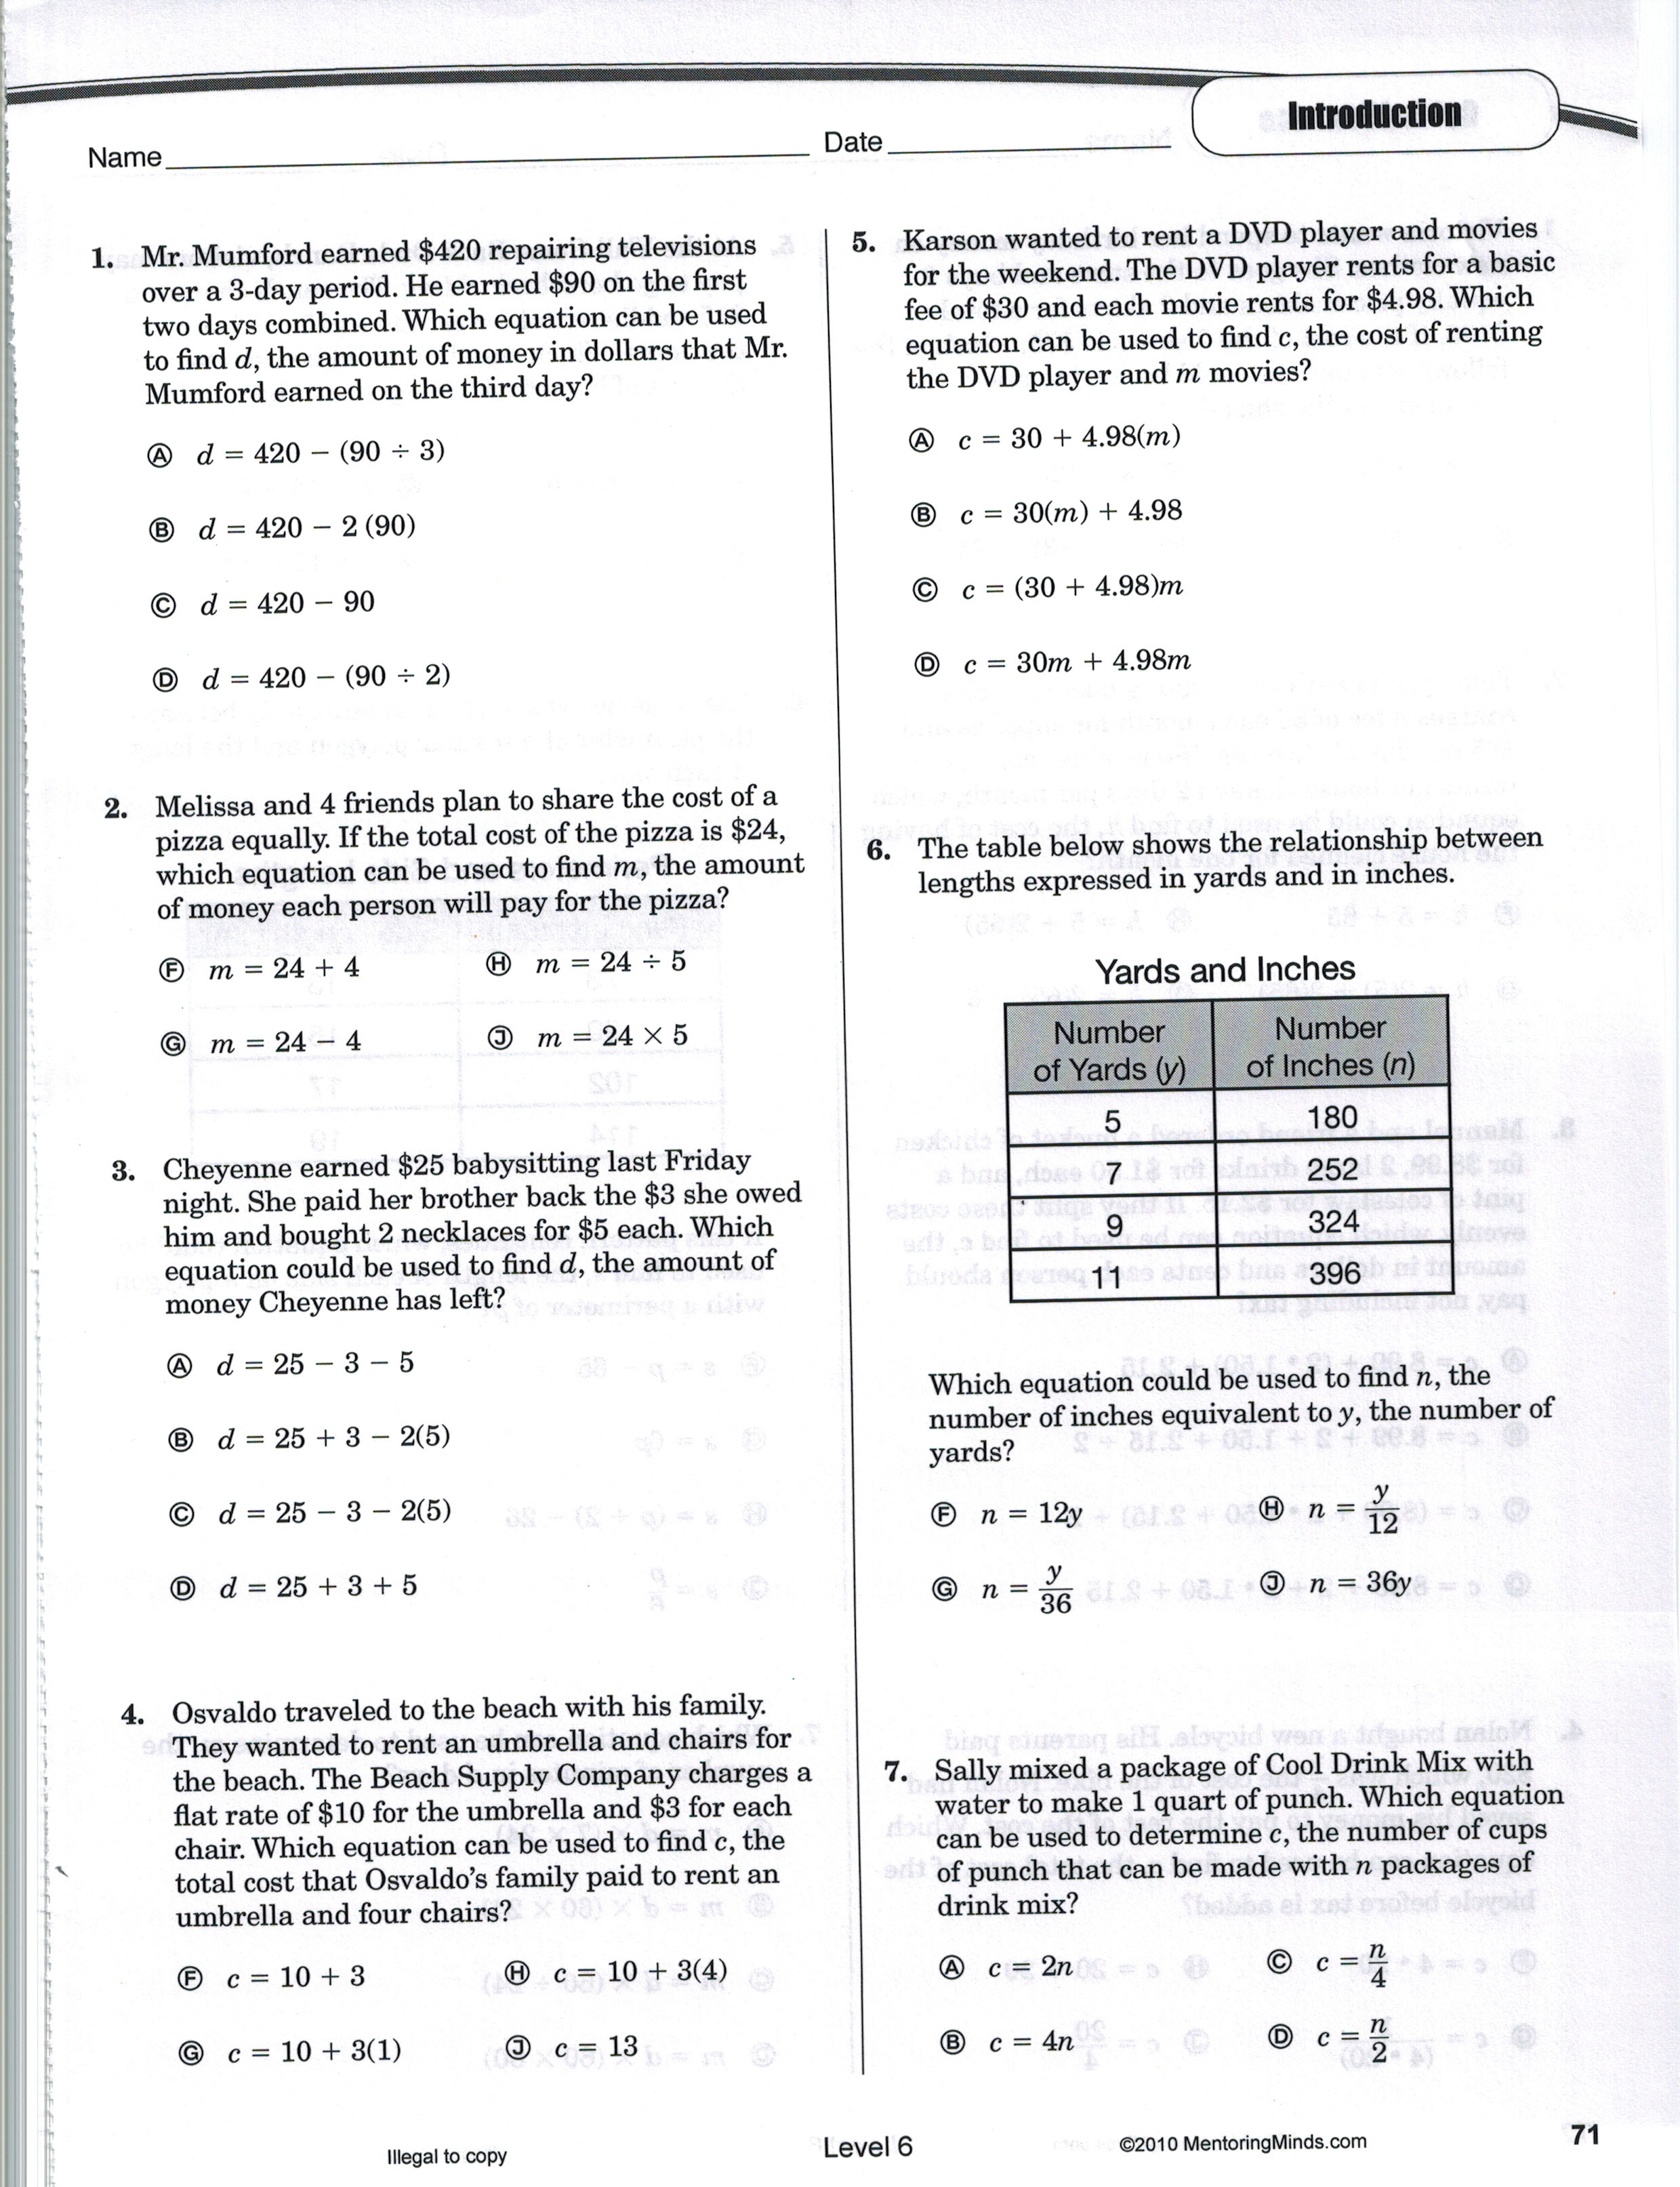 Introduction
Name
Date
1. Mr. Mumford earned $420 repairing televisions
over a 3-day period. He earned $90 on the first
two days combined. Which equation can be used
to find d, the amount of money in dollars that Mr.
Mumford earned on the third day?
Ⓐ d = 420 − (90 ÷ 3)
Ⓑ d = 420 − 2 (90)
Ⓒ d = 420 − 90
Ⓓ d = 420 − (90 ÷ 2)
2. Melissa and 4 friends plan to share the cost of a
pizza equally. If the total cost of the pizza is $24,
which equation can be used to find m, the amount
of money each person will pay for the pizza?
Ⓕ m = 24 + 4 Ⓗ m = 24 ÷ 5
Ⓖ m = 24 − 4 Ⓙ m = 24 × 5
3. Cheyenne earned $25 babysitting last Friday
night. She paid her brother back the $3 she owed
him and bought 2 necklaces for $5 each. Which
equation could be used to find d, the amount of
money Cheyenne has left?
Ⓐ d = 25 − 3 − 5
Ⓑ d = 25 + 3 − 2(5)
Ⓒ d = 25 − 3 − 2(5)
Ⓓ d = 25 + 3 + 5
4. Osvaldo traveled to the beach with his family.
They wanted to rent an umbrella and chairs for
the beach. The Beach Supply Company charges a
flat rate of $10 for the umbrella and $3 for each
chair. Which equation can be used to find c, the
total cost that Osvaldo's family paid to rent an
umbrella and four chairs?
Ⓕ c = 10 + 3 Ⓗ c = 10 + 3(4)
Ⓖ c = 10 + 3(1) Ⓙ c = 13
5. Karson wanted to rent a DVD player and movies
for the weekend. The DVD player rents for a basic
fee of $30 and each movie rents for $4.98. Which
equation can be used to find c, the cost of renting
the DVD player and m movies?
Ⓐ c = 30 + 4.98(m)
Ⓑ c = 30(m) + 4.98
Ⓒ c = (30 + 4.98)m
Ⓓ c = 30m + 4.98m
6. The table below shows the relationship between
lengths expressed in yards and in inches.
Yards and Inches
Number Number
of Yards (y) of Inches (n)
5 180
7 252
9 324
11 396
Which equation could be used to find n, the
number of inches equivalent to y, the number of
yards?
Ⓕ n = 12y Ⓗ n = y/12
Ⓖ n = y/36 Ⓙ n = 36y
7. Sally mixed a package of Cool Drink Mix with
water to make 1 quart of punch. Which equation
can be used to determine c, the number of cups
of punch that can be made with n packages of
drink mix?
Ⓐ c = 2n Ⓒ c = n/4
Ⓑ c = 4n Ⓓ c = n/2
Illegal to copy Level 6 ©2010 MentoringMinds.com 71